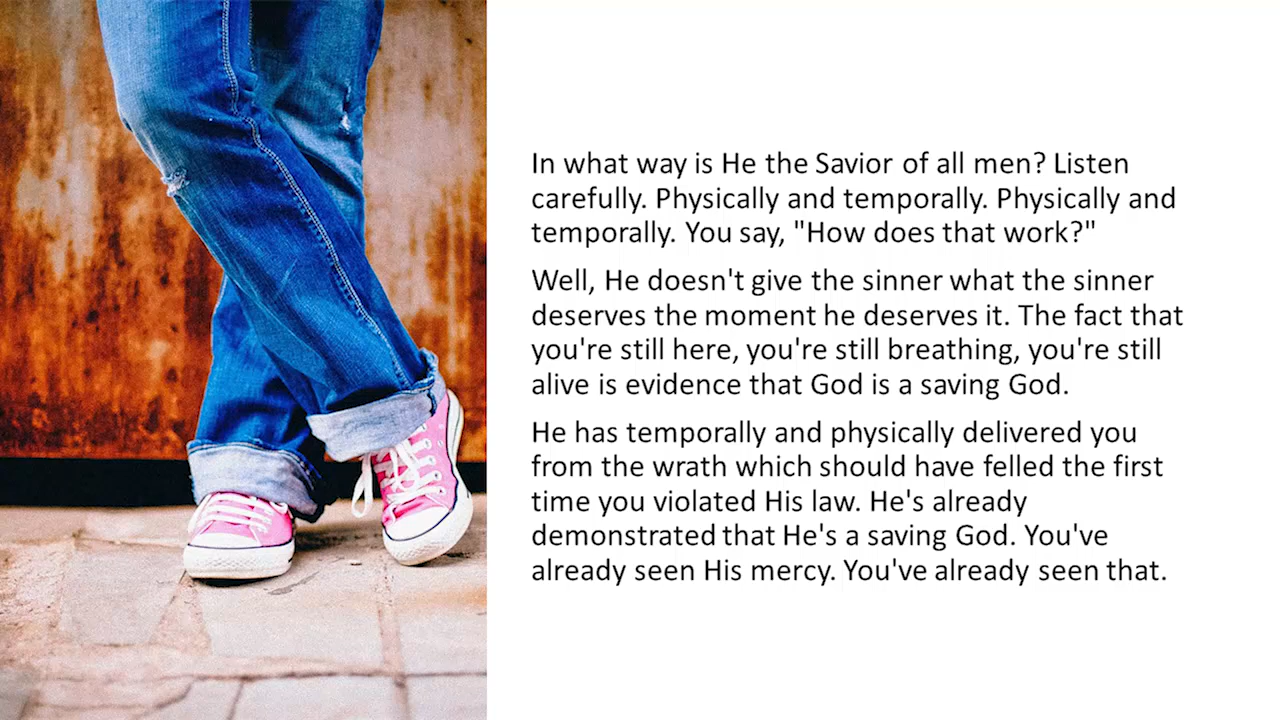 In what way is He the Savior of all men? Listen
carefully. Physically and temporally. Physically and
temporally. You say, "How does that work?"
Well, He doesn't give the sinner what the sinner
deserves the moment he deserves it. The fact that
you're still here, you're still breathing, you're still
alive is evidence that God is a saving God.
He has temporally and physically delivered you
from the wrath which should have felled the first
time you violated His law. He's already
demonstrated that He's a saving God. You've
already seen His mercy. You've already seen that.